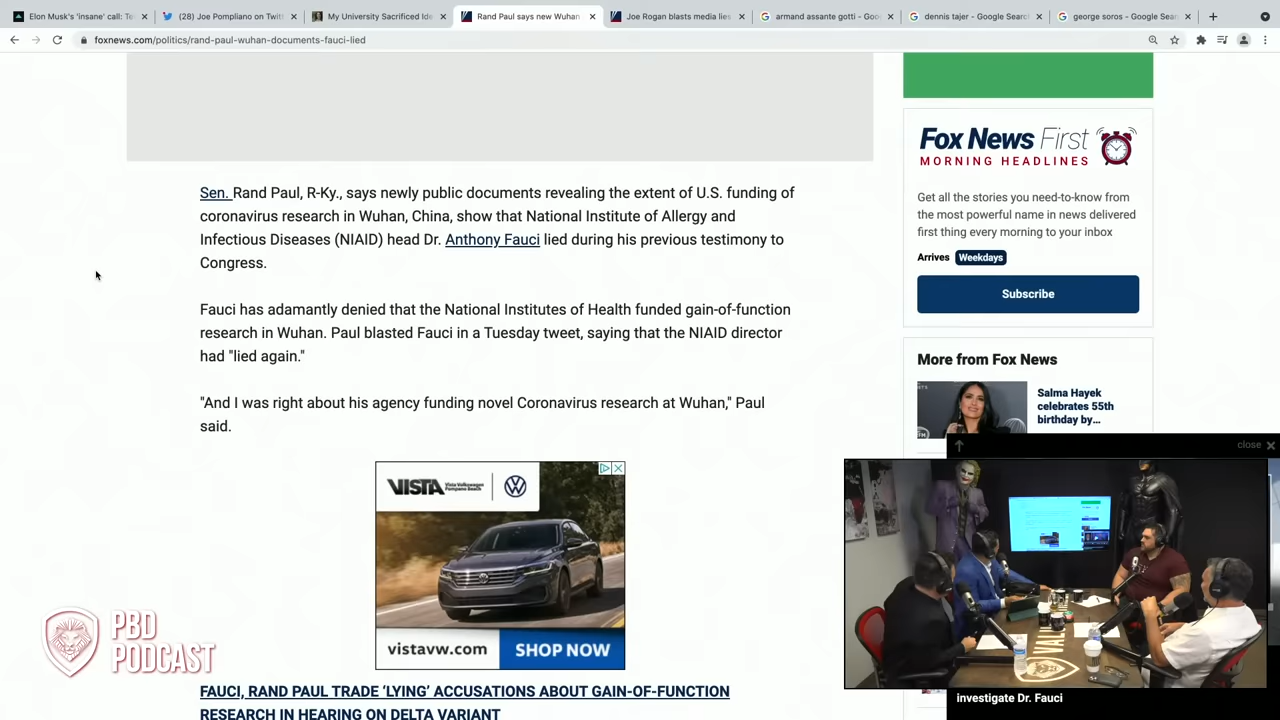 Elon Musk's 'insane' call: Te
(28) Joe Pompliano on Twitt
My University Sacrificed Ide
Rand Paul says new Wuhan
Joe Rogan blasts media lies
armand assante gotti - Goo
dennis tajer - Google Searc
george soros - Google Sear
foxnews.com/politics/rand-paul-wuhan-documents-fauci-lied
Sen. Rand Paul, R-Ky., says newly public documents revealing the extent of U.S. funding of
coronavirus research in Wuhan, China, show that National Institute of Allergy and
Infectious Diseases (NIAID) head Dr. Anthony Fauci lied during his previous testimony to
Congress.
Fauci has adamantly denied that the National Institutes of Health funded gain-of-function
research in Wuhan. Paul blasted Fauci in a Tuesday tweet, saying that the NIAID director
had "lied again."
"And I was right about his agency funding novel Coronavirus research at Wuhan," Paul
said.
VISTA
Vista Volkswagen
Pompano Beach
vistavw.com
SHOP NOW
FAUCI, RAND PAUL TRADE 'LYING' ACCUSATIONS ABOUT GAIN-OF-FUNCTION
RESEARCH IN HEARING ON DELTA VARIANT
PBD
PODCAST
Fox News First
MORNING HEADLINES
Get all the stories you need-to-know from
the most powerful name in news delivered
first thing every morning to your inbox
Arrives Weekdays
Subscribe
More from Fox News
Salma Hayek
celebrates 55th
birthday by...
close
investigate Dr. Fauci